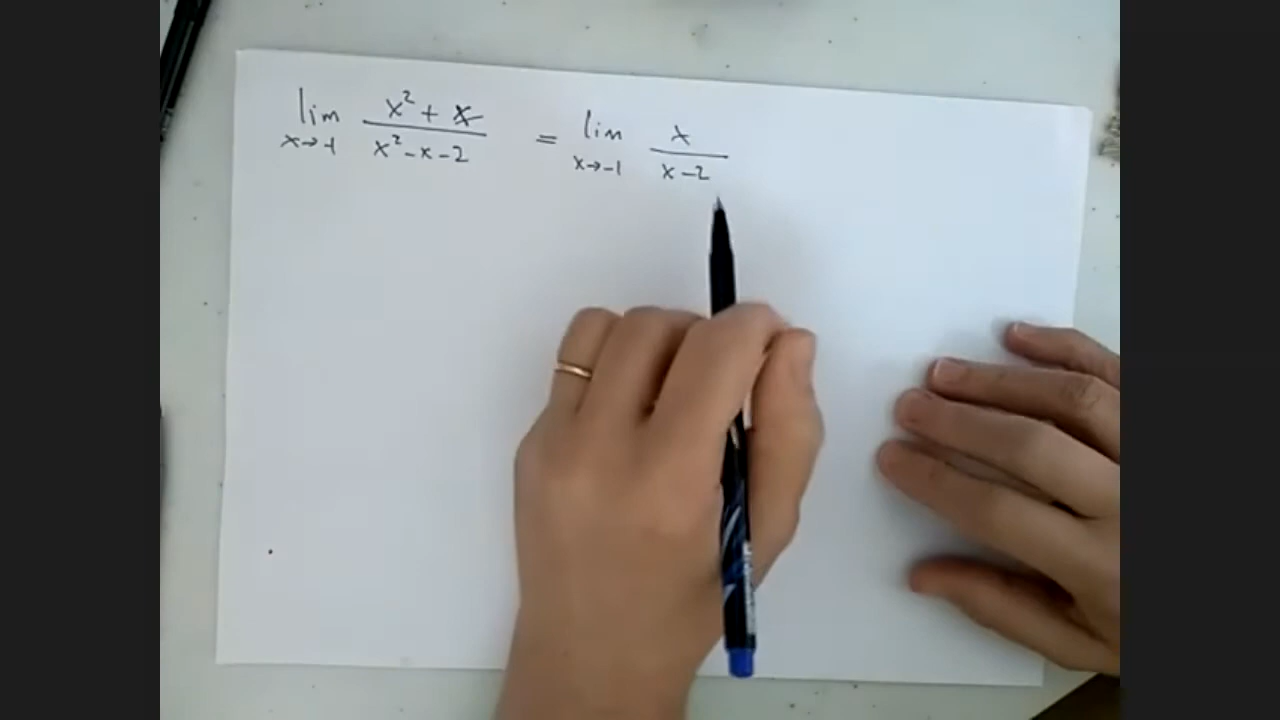 lim x→-1 (x² + x)/(x² - x - 2) = lim x→-1 x/(x - 2)